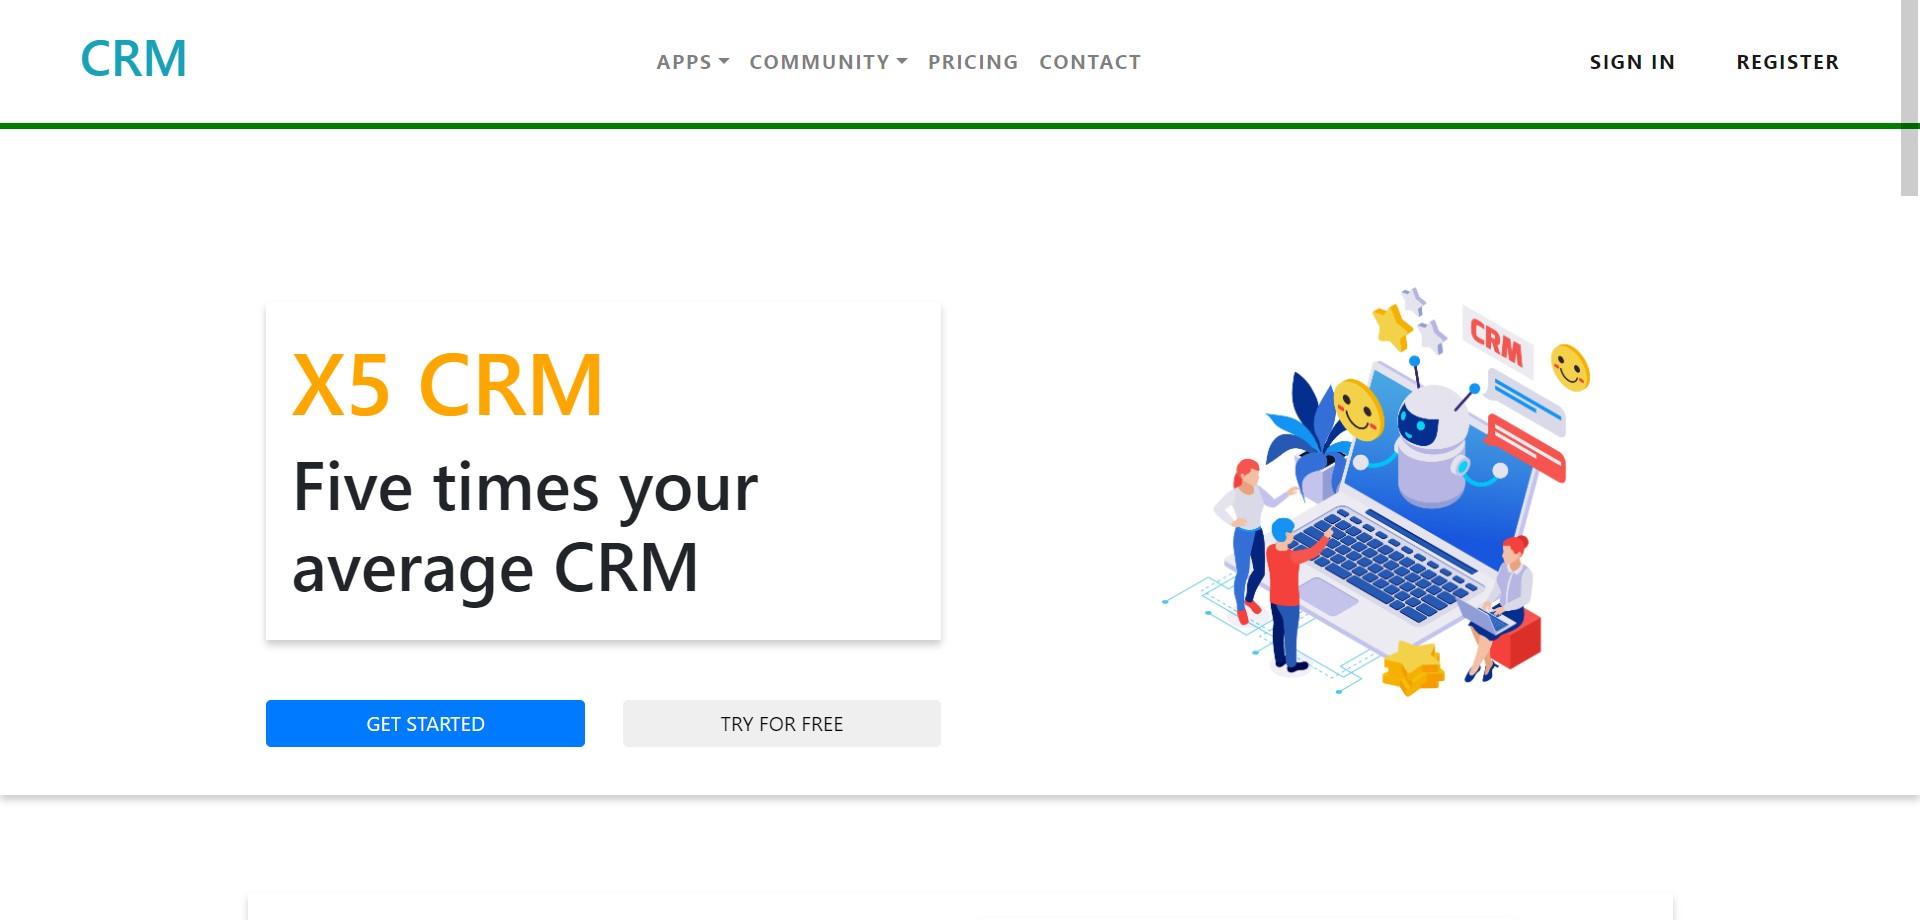 CRM
APPS COMMUNITY PRICING CONTACT
SIGN IN REGISTER
X5 CRM
Five times your
average CRM
CRM
GET STARTED
TRY FOR FREE